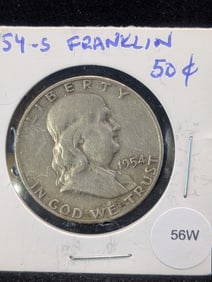 54-S FRANKLIN
50¢
LIBERTY
1954
IN GOD WE TRUST
56W